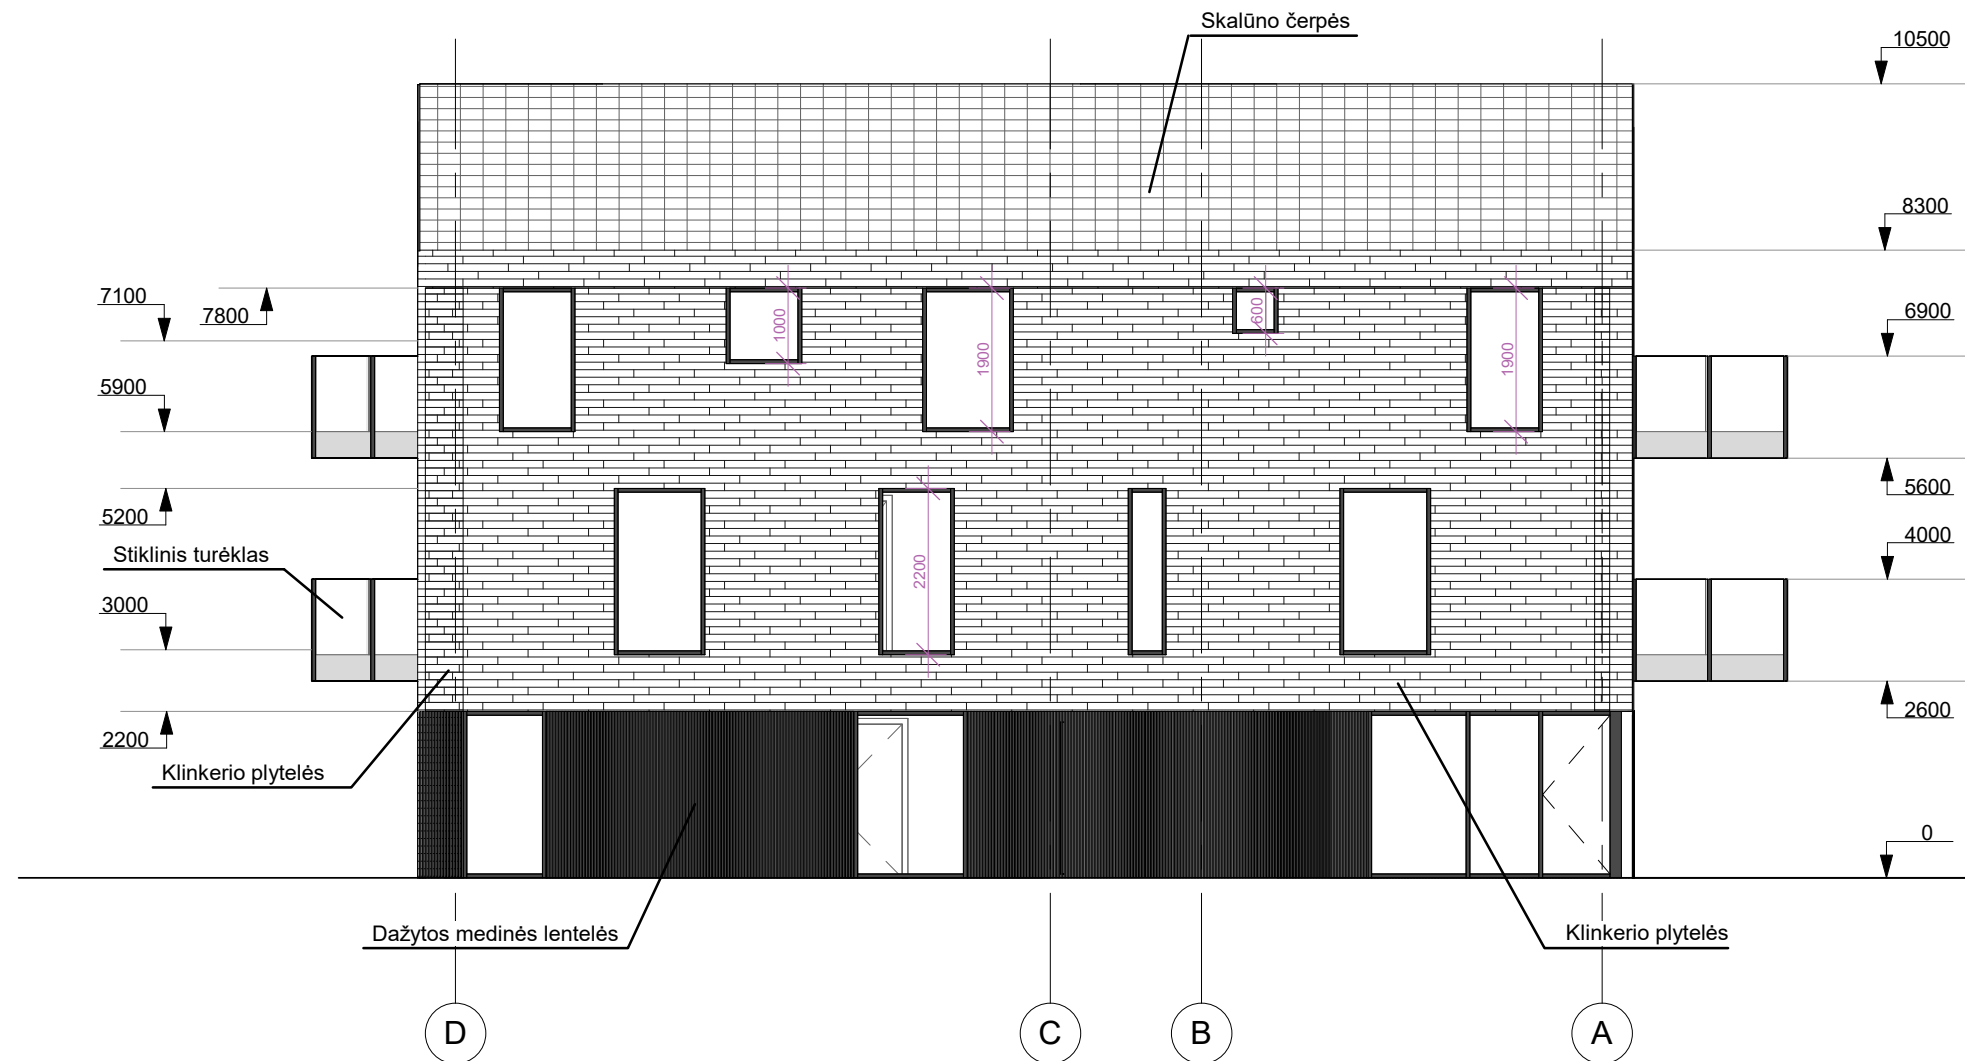 Skalūno čerpės
10500
8300
7100
7800
6900
1000
600
1900
1900
5900
5600
5200
4000
Stiklinis turėklas
2200
3000
2600
2200
Klinkerio plytelės
0
Dažytos medinės lentelės
Klinkerio plytelės
D
C
B
A